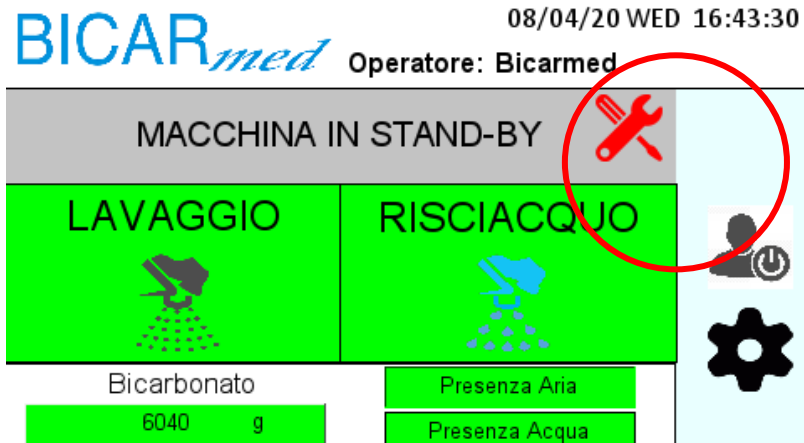 08/04/20 WED 16:43:30
BICARmed
Operatore: Bicarmed
MACCHINA IN STAND-BY
LAVAGGIO
RISCIACQUO
Bicarbonato
Presenza Aria
6040 g
Presenza Acqua